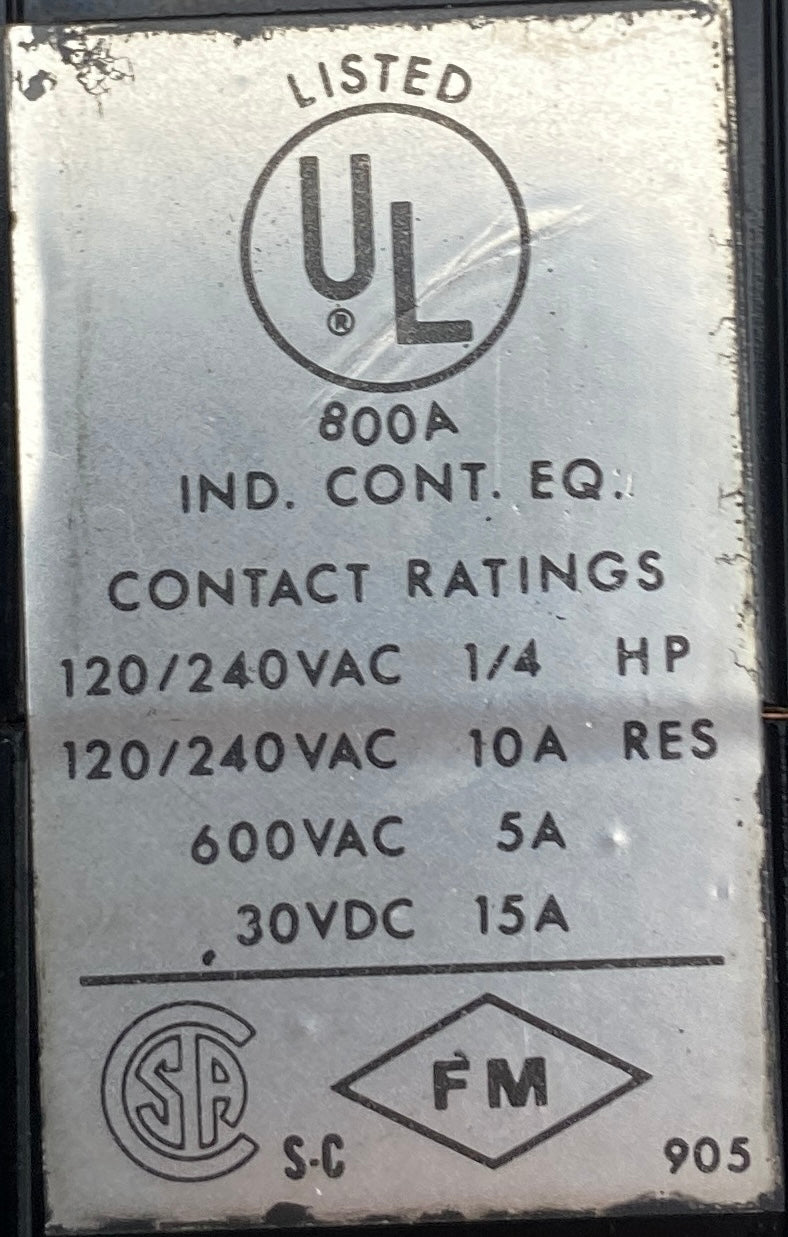 LISTED
UL
®
800A
IND. CONT. EQ.
CONTACT RATINGS
120/240VAC 1/4 HP
120/240VAC 10A RES
600VAC 5A
30VDC 15A
CSA
FM
S-C
905